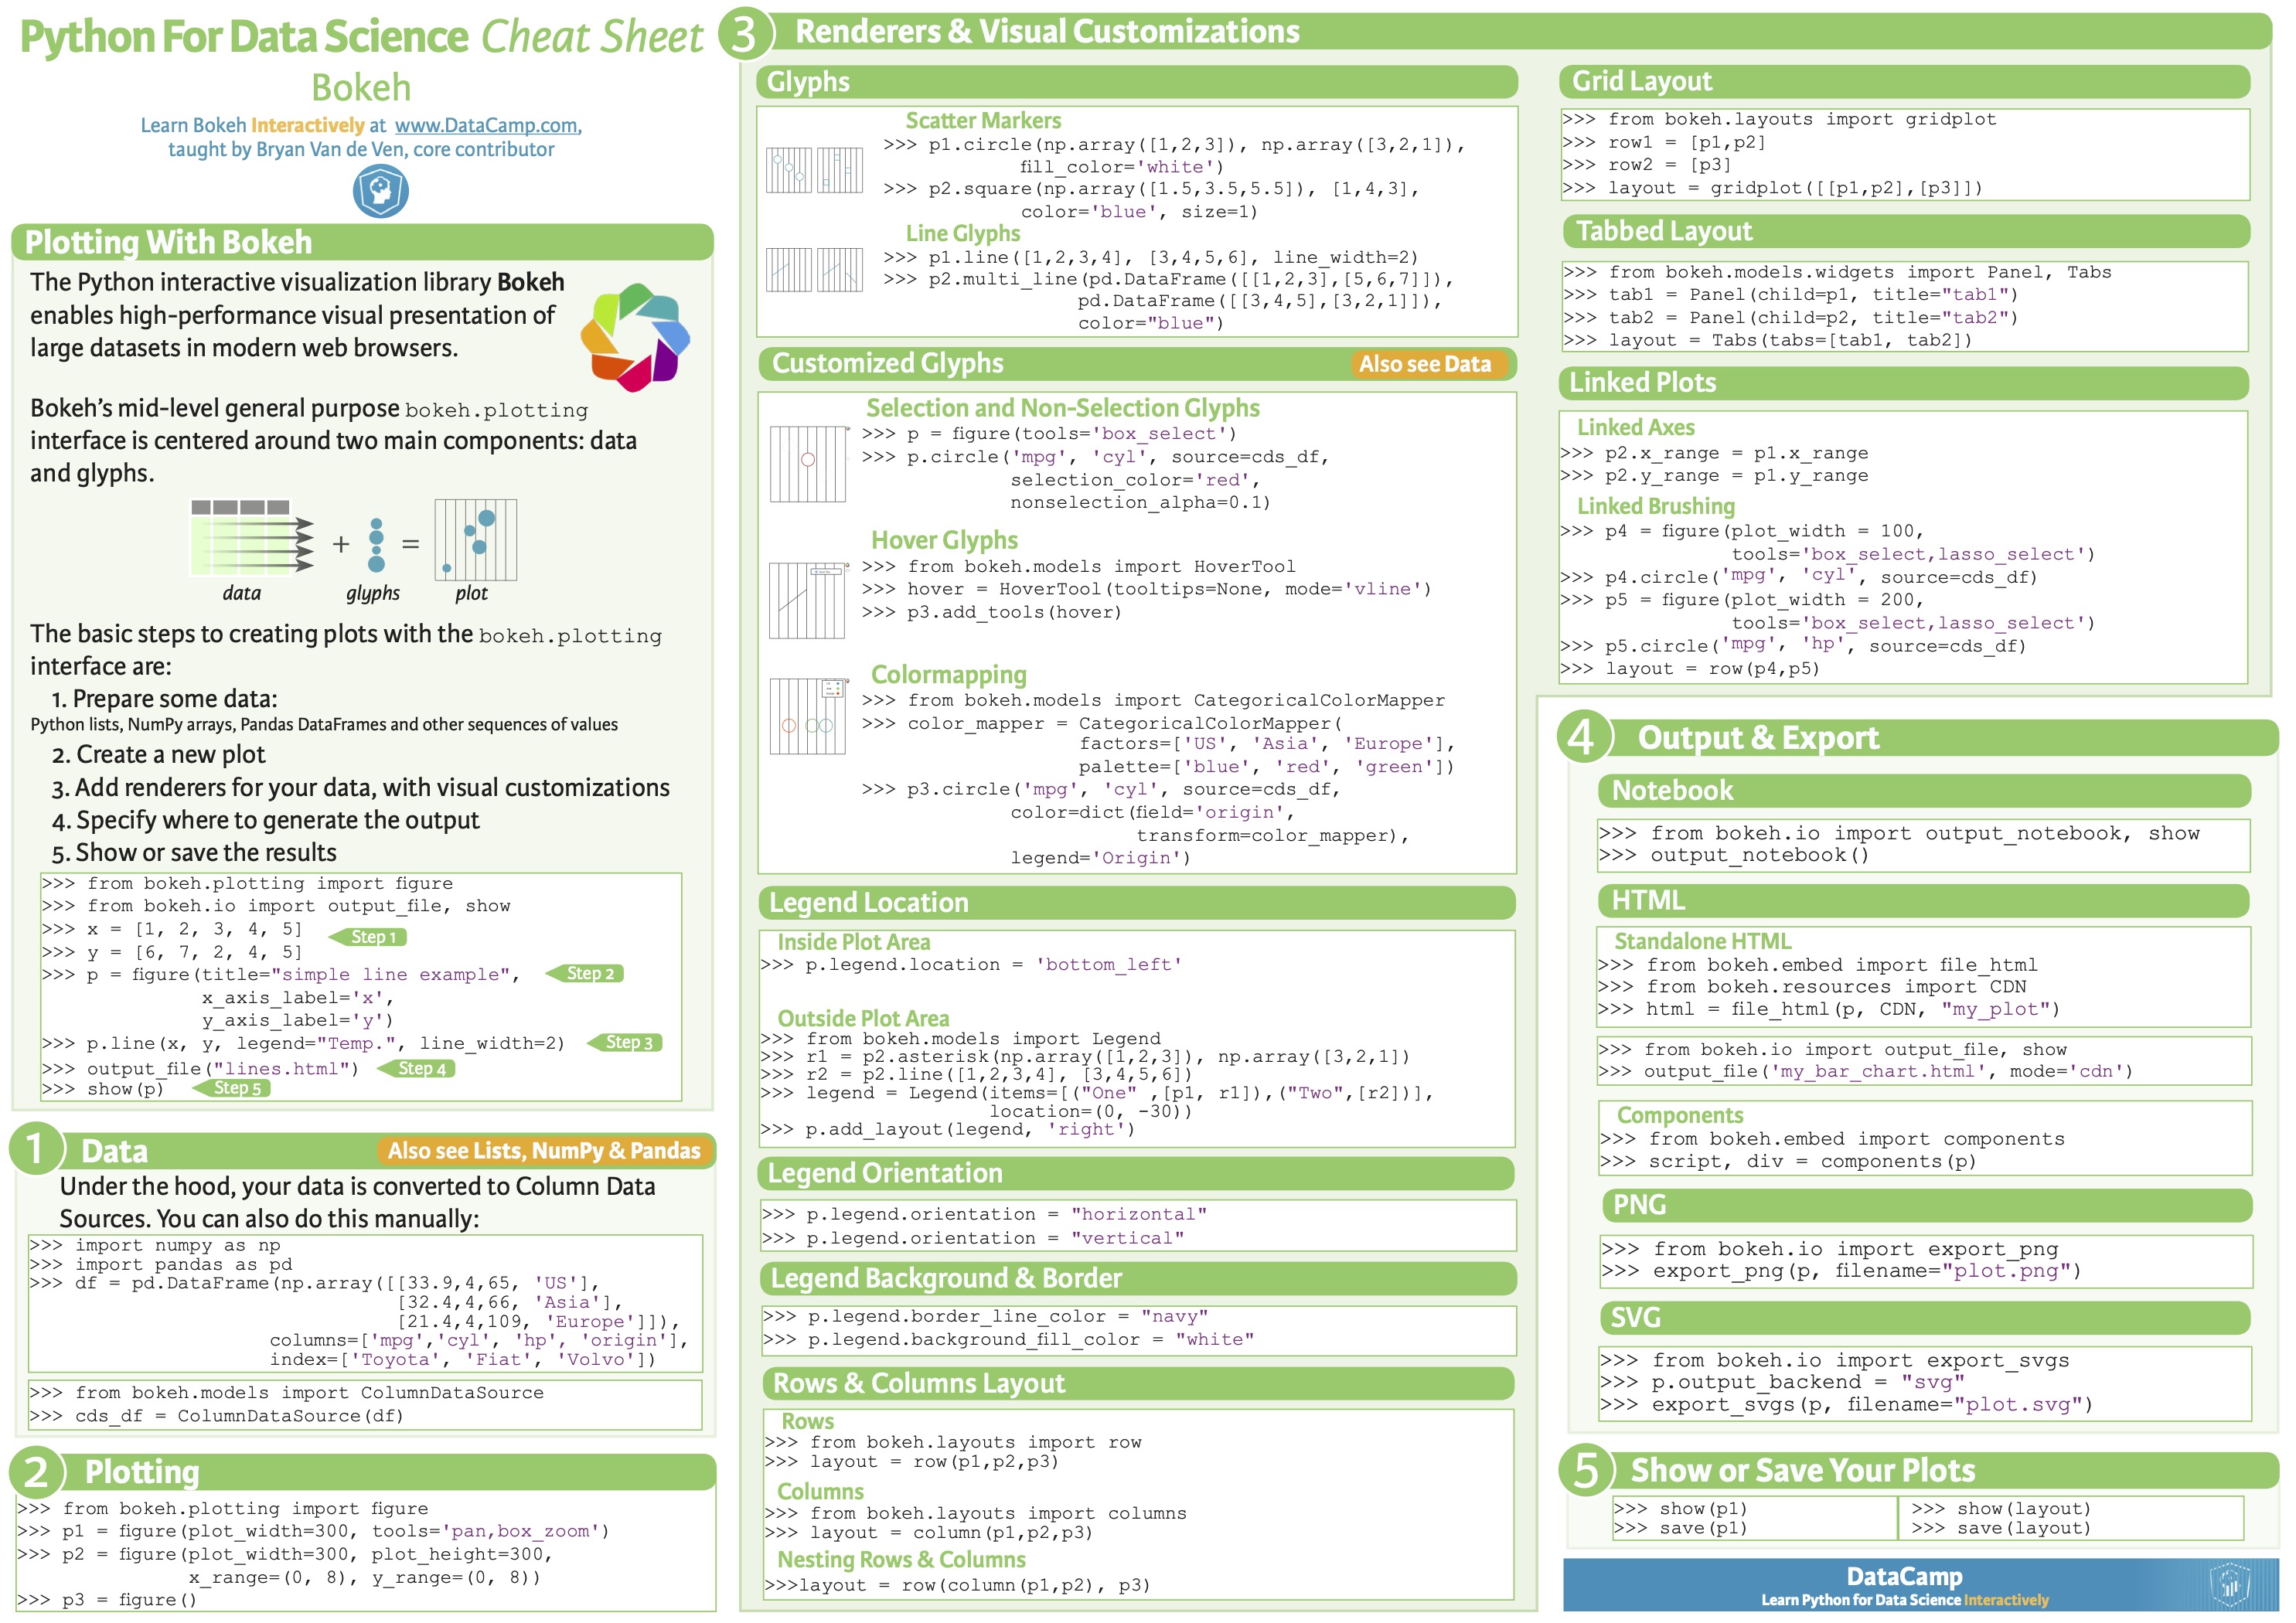 Python For Data Science Cheat Sheet
Bokeh
Learn Bokeh Interactively at www.DataCamp.com,
taught by Bryan Van de Ven, core contributor
Plotting With Bokeh
The Python interactive visualization library Bokeh
enables high-performance visual presentation of
large datasets in modern web browsers.
Bokeh's mid-level general purpose bokeh.plotting
interface is centered around two main components: data
and glyphs.
+ =
data glyphs plot
The basic steps to creating plots with the bokeh.plotting
interface are:
1. Prepare some data:
Python lists, NumPy arrays, Pandas DataFrames and other sequences of values
2. Create a new plot
3. Add renderers for your data, with visual customizations
4. Specify where to generate the output
5. Show or save the results
>>> from bokeh.plotting import figure
>>> from bokeh.io import output_file, show
>>> x = [1, 2, 3, 4, 5]
Step 1
>>> y = [6, 7, 2, 4, 5]
>>> p = figure(title="simple line example", Step 2
x_axis_label='x',
y_axis_label='y')
>>> p.line(x, y, legend="Temp.", line_width=2) Step 3
>>> output_file("lines.html") Step 4
>>> show(p) Step 5
1 Data Also see Lists, NumPy & Pandas
Under the hood, your data is converted to Column Data
Sources. You can also do this manually:
>>> import numpy as np
>>> import pandas as pd
>>> df = pd.DataFrame(np.array([[33.9,4,65, 'US'],
[32.4,4,66, 'Asia'],
[21.4,4,109, 'Europe']]),
columns=['mpg','cyl', 'hp', 'origin'],
index=['Toyota', 'Fiat', 'Volvo'])
>>> from bokeh.models import ColumnDataSource
>>> cds_df = ColumnDataSource(df)
2 Plotting
>>> from bokeh.plotting import figure
>>> p1 = figure(plot_width=300, tools='pan,box_zoom')
>>> p2 = figure(plot_width=300, plot_height=300,
x_range=(0, 8), y_range=(0, 8))
>>> p3 = figure()
3 Renderers & Visual Customizations
Glyphs
Scatter Markers
>>> p1.circle(np.array([1,2,3]), np.array([3,2,1]),
fill_color='white')
>>> p2.square(np.array([1.5,3.5,5.5]), [1,4,3],
color='blue', size=1)
Line Glyphs
>>> p1.line([1,2,3,4], [3,4,5,6], line_width=2)
>>> p2.multi_line(pd.DataFrame([[1,2,3],[5,6,7]]),
pd.DataFrame([[3,4,5],[3,2,1]]),
color="blue")
Customized Glyphs Also see Data
Selection and Non-Selection Glyphs
>>> p = figure(tools='box_select')
>>> p.circle('mpg', 'cyl', source=cds_df,
selection_color='red',
nonselection_alpha=0.1)
Hover Glyphs
>>> from bokeh.models import HoverTool
>>> hover = HoverTool(tooltips=None, mode='vline')
>>> p3.add_tools(hover)
Colormapping
>>> from bokeh.models import CategoricalColorMapper
>>> color_mapper = CategoricalColorMapper(
factors=['US', 'Asia', 'Europe'],
palette=['blue', 'red', 'green'])
>>> p3.circle('mpg', 'cyl', source=cds_df,
color=dict(field='origin',
transform=color_mapper),
legend='Origin')
Legend Location
Inside Plot Area
>>> p.legend.location = 'bottom_left'
Outside Plot Area
>>> from bokeh.models import Legend
>>> r1 = p2.asterisk(np.array([1,2,3]), np.array([3,2,1])
>>> r2 = p2.line([1,2,3,4], [3,4,5,6])
>>> legend = Legend(items=[("One" ,[p1, r1]),("Two",[r2])],
location=(0, -30))
>>> p.add_layout(legend, 'right')
Legend Orientation
>>> p.legend.orientation = "horizontal"
>>> p.legend.orientation = "vertical"
Legend Background & Border
>>> p.legend.border_line_color = "navy"
>>> p.legend.background_fill_color = "white"
Rows & Columns Layout
Rows
>>> from bokeh.layouts import row
>>> layout = row(p1,p2,p3)
Columns
>>> from bokeh.layouts import columns
>>> layout = column(p1,p2,p3)
Nesting Rows & Columns
>>>layout = row(column(p1,p2), p3)
Grid Layout
>>> from bokeh.layouts import gridplot
>>> row1 = [p1,p2]
>>> row2 = [p3]
>>> layout = gridplot([[p1,p2],[p3]])
Tabbed Layout
>>> from bokeh.models.widgets import Panel, Tabs
>>> tab1 = Panel(child=p1, title="tab1")
>>> tab2 = Panel(child=p2, title="tab2")
>>> layout = Tabs(tabs=[tab1, tab2])
Linked Plots
Linked Axes
>>> p2.x_range = p1.x_range
>>> p2.y_range = p1.y_range
Linked Brushing
>>> p4 = figure(plot_width = 100,
tools='box_select,lasso_select')
>>> p4.circle('mpg', 'cyl', source=cds_df)
>>> p5 = figure(plot_width = 200,
tools='box_select,lasso_select')
>>> p5.circle('mpg', 'hp', source=cds_df)
>>> layout = row(p4,p5)
4 Output & Export
Notebook
>>> from bokeh.io import output_notebook, show
>>> output_notebook()
HTML
Standalone HTML
>>> from bokeh.embed import file_html
>>> from bokeh.resources import CDN
>>> html = file_html(p, CDN, "my_plot")
>>> from bokeh.io import output_file, show
>>> output_file('my_bar_chart.html', mode='cdn')
Components
>>> from bokeh.embed import components
>>> script, div = components(p)
PNG
>>> from bokeh.io import export_png
>>> export_png(p, filename="plot.png")
SVG
>>> from bokeh.io import export_svgs
>>> p.output_backend = "svg"
>>> export_svgs(p, filename="plot.svg")
5 Show or Save Your Plots
>>> show(p1) >>> show(layout)
>>> save(p1) >>> save(layout)
DataCamp
Learn Python for Data Science Interactively